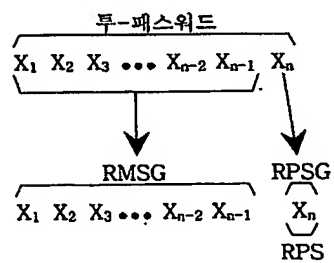 투-패스워드
X₁ X₂ X₃ ••• Xₙ₋₂ Xₙ₋₁ Xₙ
RMSG RPSG
X₁ X₂ X₃ ••• Xₙ₋₂ Xₙ₋₁ Xₙ
RPS